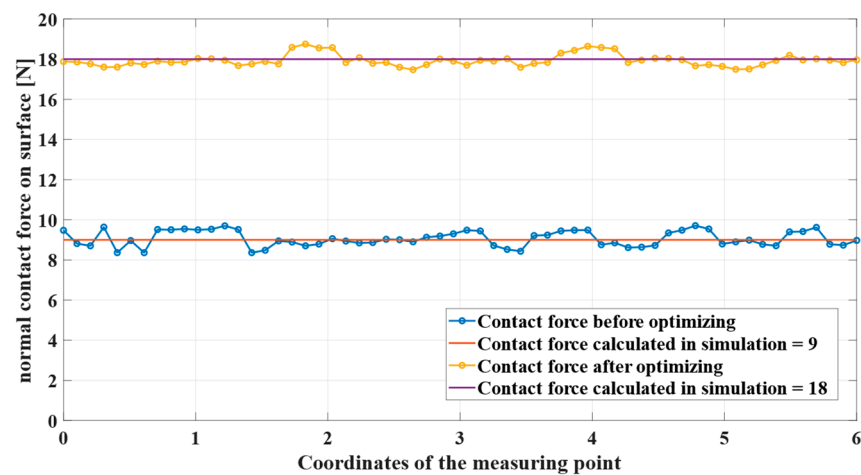 normal contact force on surface [N]
20
18
16
14
12
10
8
6
4
2
0
Contact force before optimizing
Contact force calculated in simulation = 9
Contact force after optimizing
Contact force calculated in simulation = 18
0 1 2 3 4 5 6
Coordinates of the measuring point